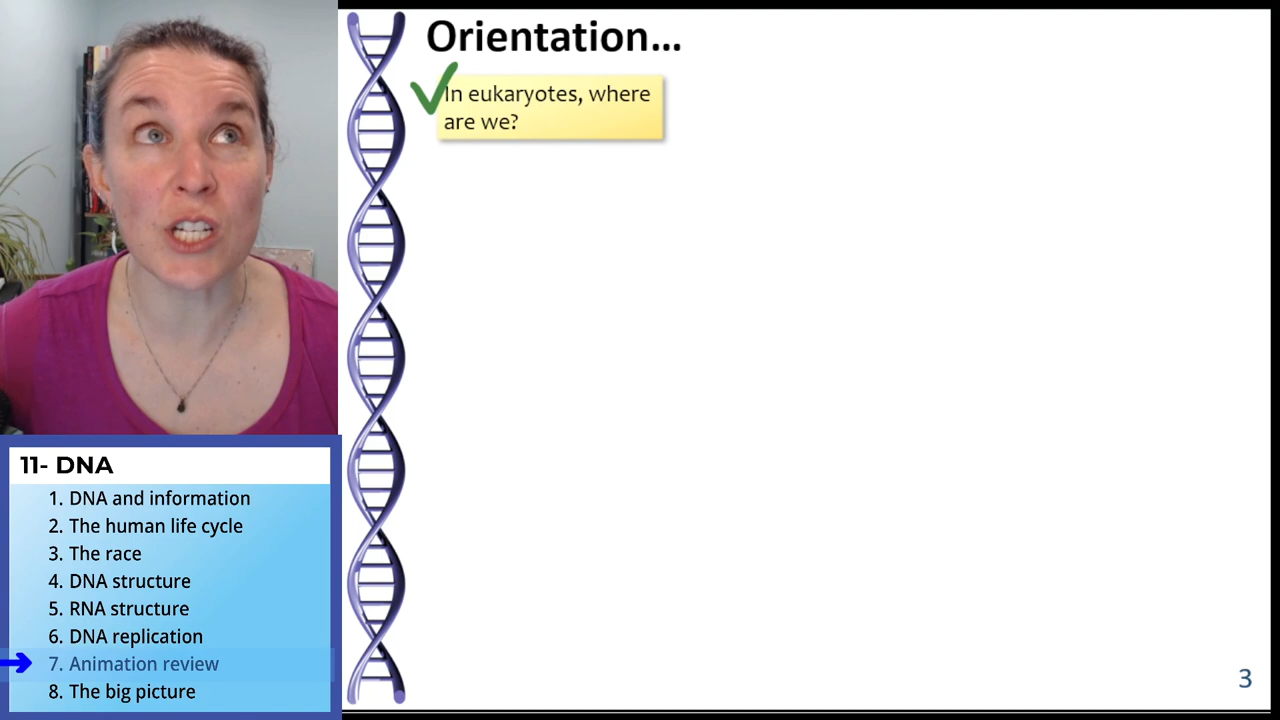 Orientation...
In eukaryotes, where
are we?
11- DNA
1. DNA and information
2. The human life cycle
3. The race
4. DNA structure
5. RNA structure
6. DNA replication
7. Animation review
8. The big picture
3